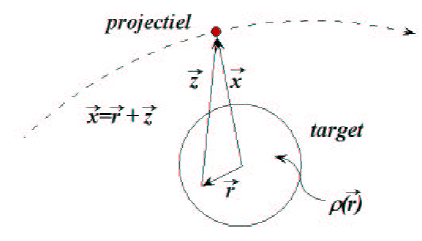 projectiel
z⃗
x⃗
x⃗=r⃗ + z⃗
target
r⃗
ρ(r⃗)